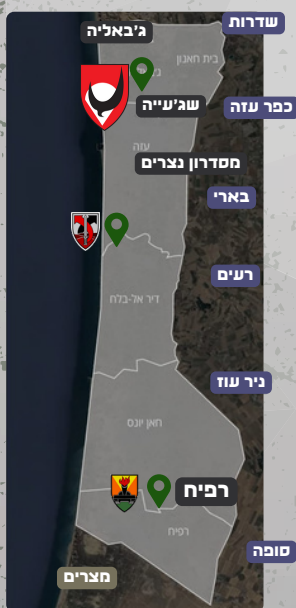 שדרות
ג'באליה
בית חאנון
כפר עזה
שג'עייה
עזה
מסדרון נצרים
בארי
רעים
דיר אל-בלח
ניר עוז
חאן יונס
רפיח
רפיח
סופה
מצרים